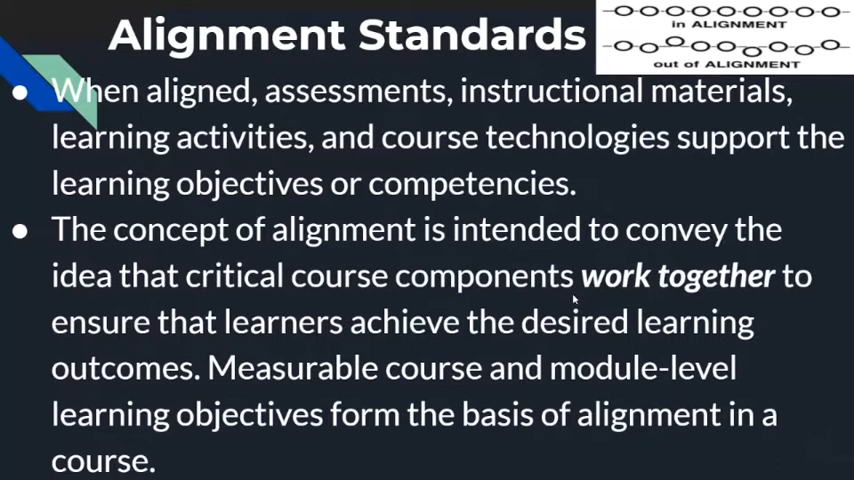 Alignment Standards
in ALIGNMENT
out of ALIGNMENT
● When aligned, assessments, instructional materials,
learning activities, and course technologies support the
learning objectives or competencies.
● The concept of alignment is intended to convey the
idea that critical course components work together to
ensure that learners achieve the desired learning
outcomes. Measurable course and module-level
learning objectives form the basis of alignment in a
course.